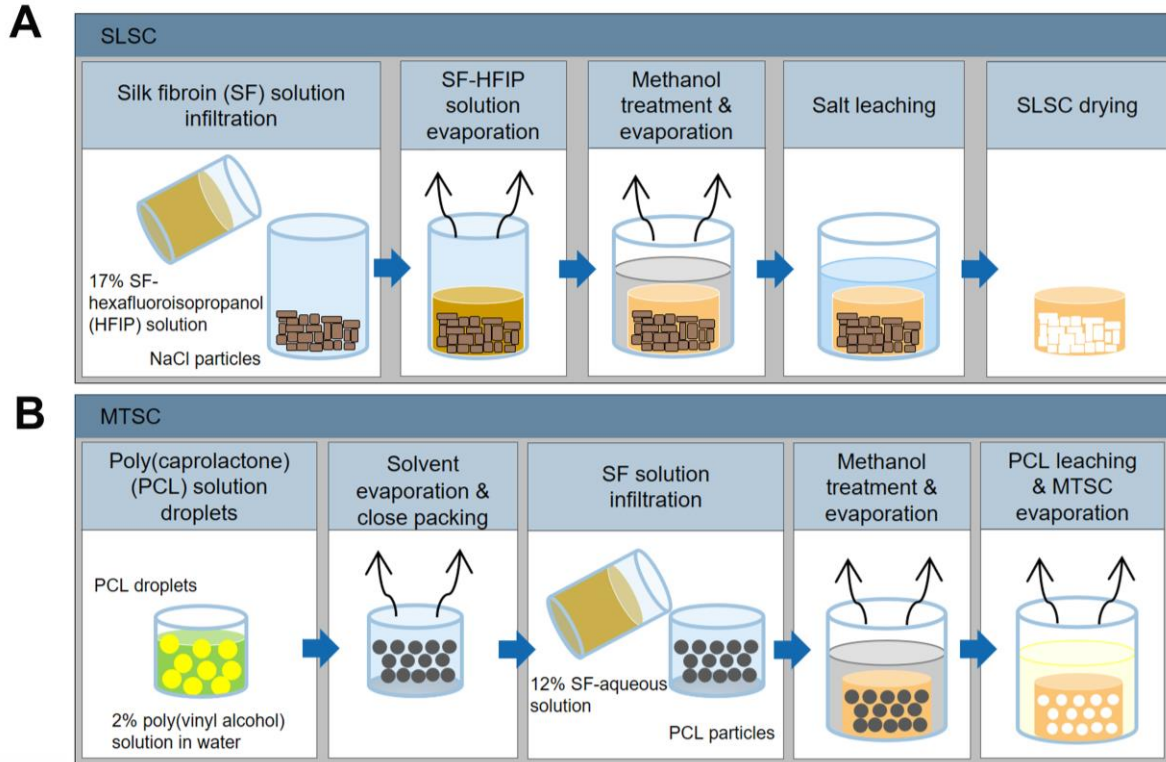 A
SLSC
Silk fibroin (SF) solution
infiltration
SF-HFIP
solution
evaporation
Methanol
treatment &
evaporation
Salt leaching
SLSC drying
17% SF-
hexafluoroisopropanol
(HFIP) solution
NaCl particles
B
MTSC
Poly(caprolactone)
(PCL) solution
droplets
Solvent
evaporation &
close packing
SF solution
infiltration
Methanol
treatment &
evaporation
PCL leaching
& MTSC
evaporation
PCL droplets
2% poly(vinyl alcohol)
solution in water
12% SF-aqueous
solution
PCL particles